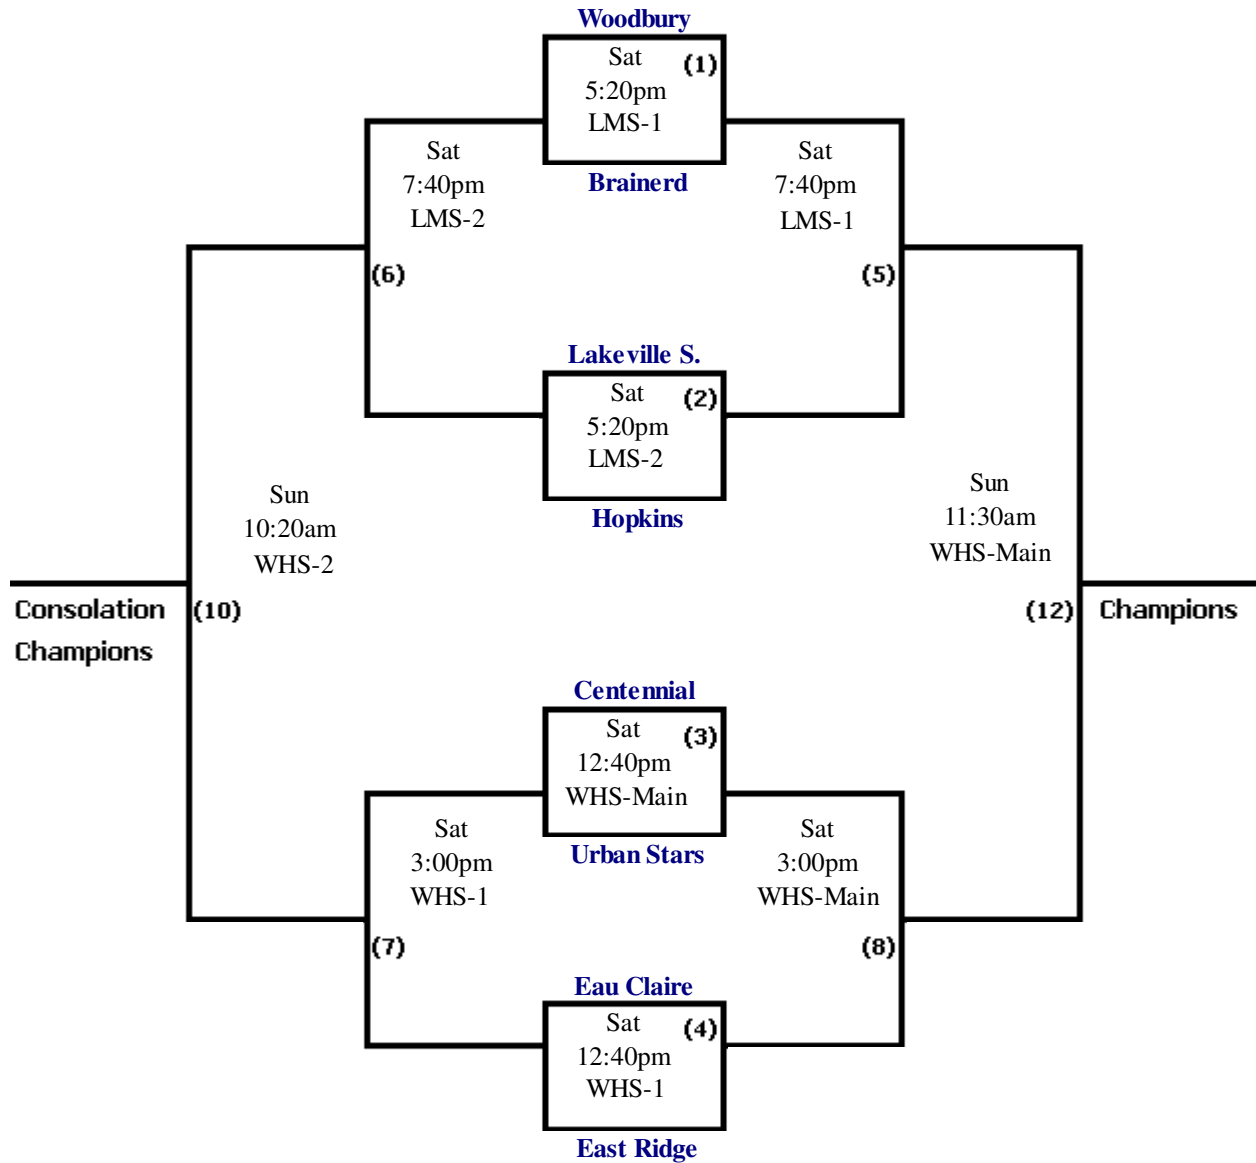 Woodbury
Sat
(1)
5:20pm
LMS-1
Brainerd
Sat
7:40pm
LMS-2
(6)
Sat
7:40pm
LMS-1
(5)
Lakeville S.
Sat
(2)
5:20pm
LMS-2
Hopkins
Sun
10:20am
WHS-2
Sun
11:30am
WHS-Main
Consolation
Champions
(10)
(12)
Champions
Centennial
Sat
(3)
12:40pm
WHS-Main
Urban Stars
Sat
3:00pm
WHS-1
(7)
Sat
3:00pm
WHS-Main
(8)
Eau Claire
Sat
(4)
12:40pm
WHS-1
East Ridge